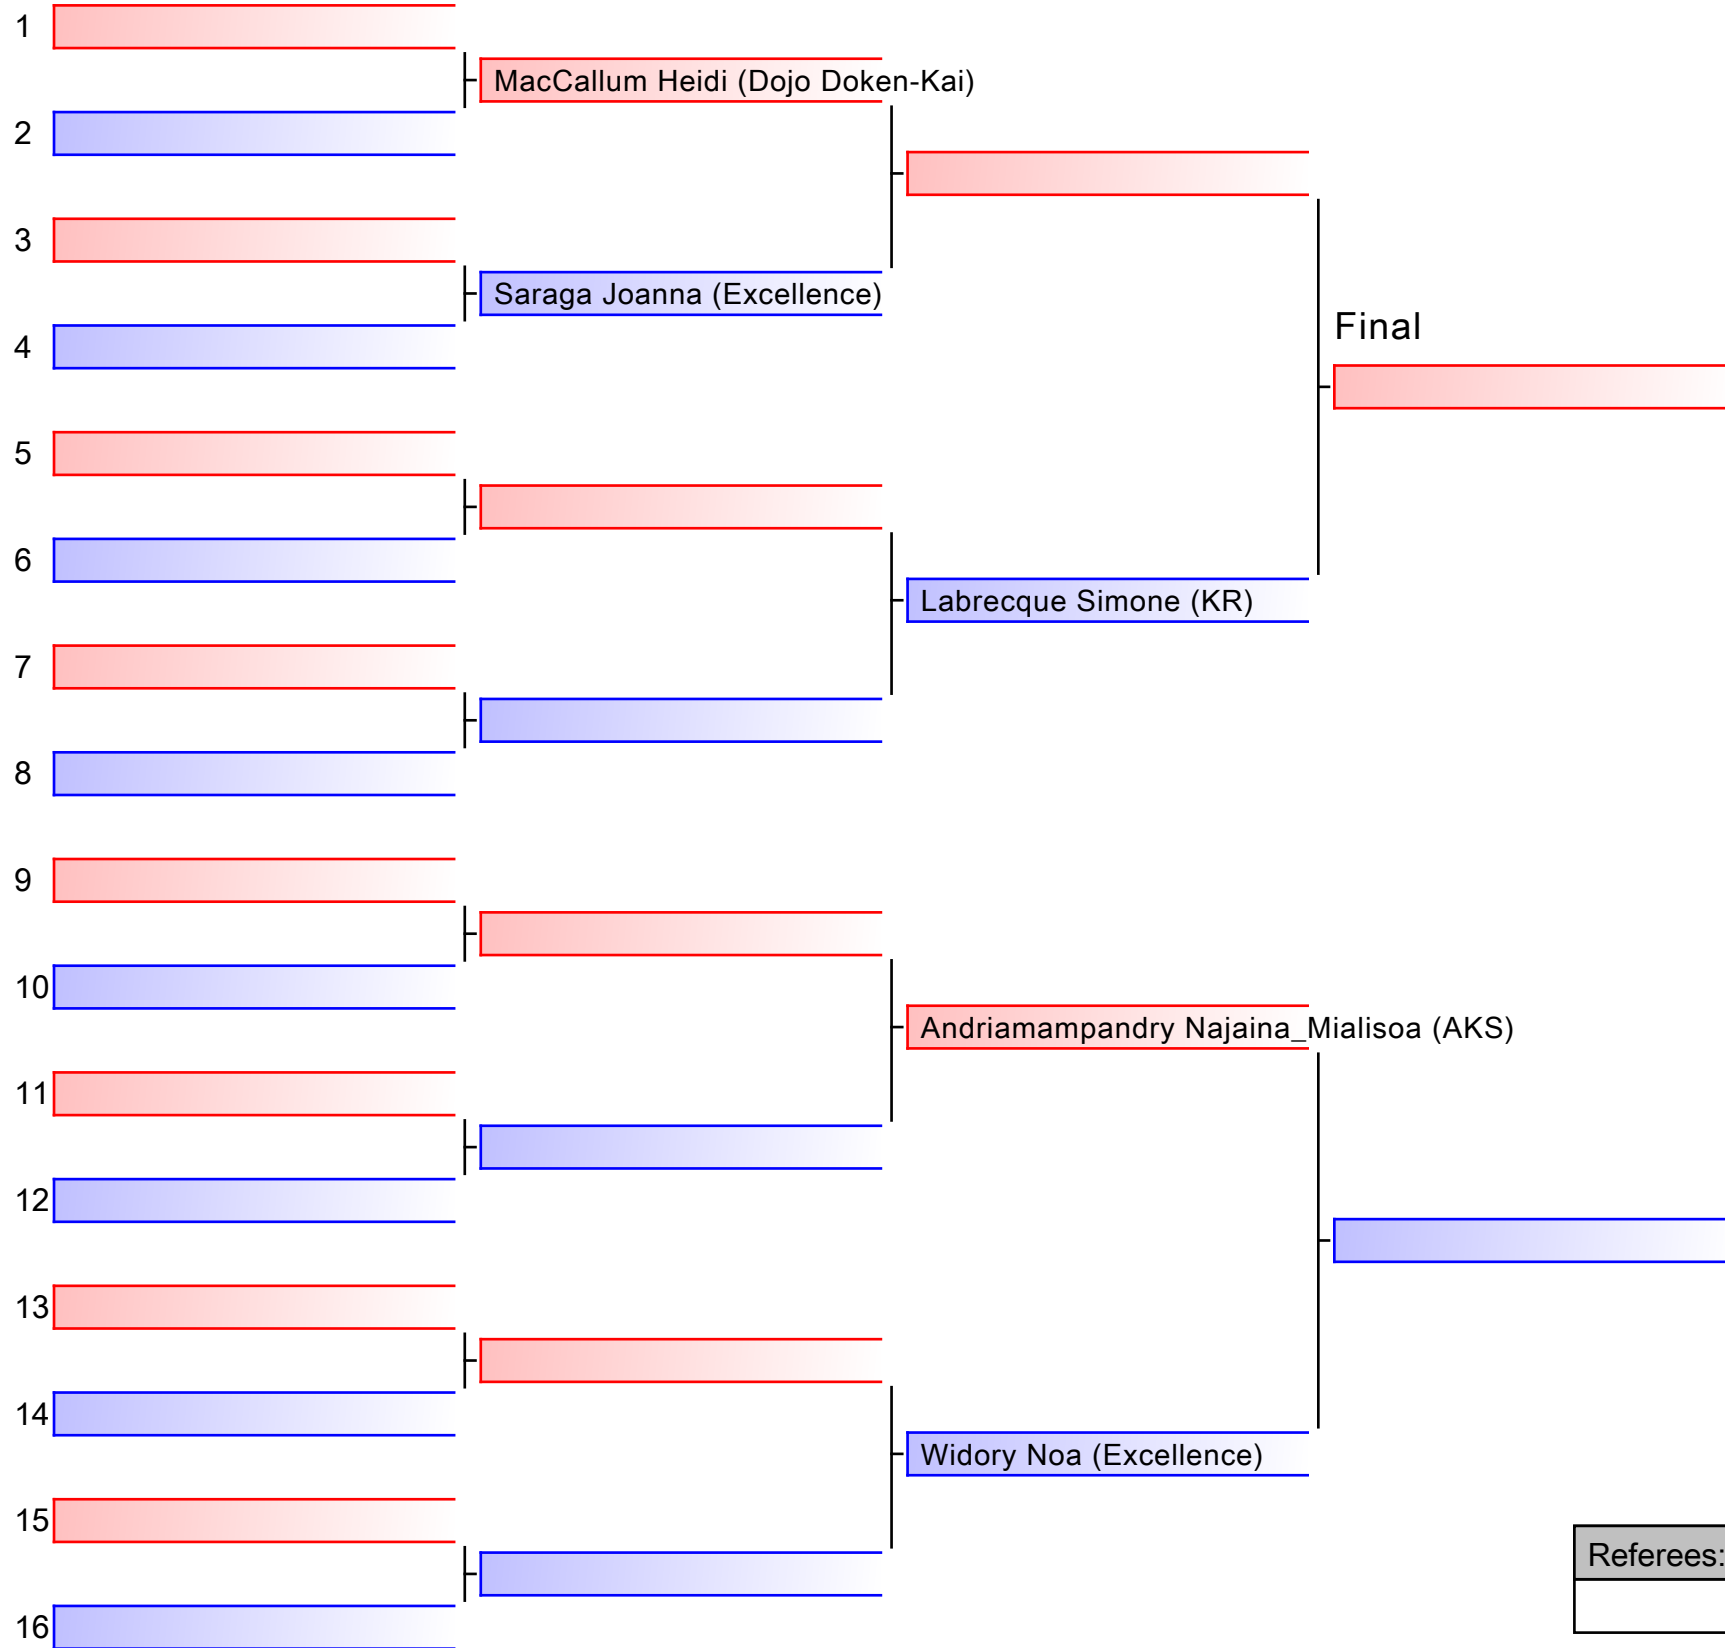 1
MacCallum Heidi (Dojo Doken-Kai)
2
3
Saraga Joanna (Excellence)
Final
4
5
6
Labrecque Simone (KR)
7
8
9
10
Andriamampandry Najaina_Mialisoa (AKS)
11
12
13
14
Widory Noa (Excellence)
15
Referees:
16